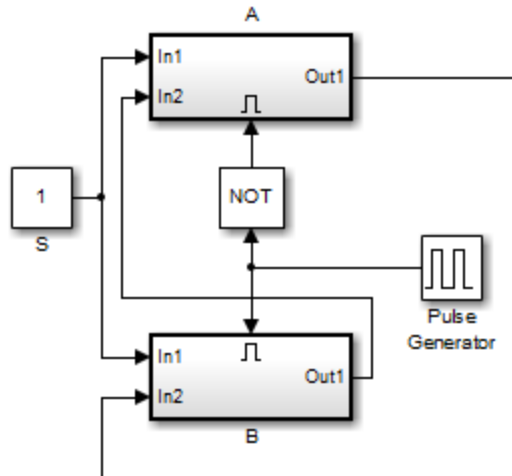 A
In1
In2
Out1
1
S
NOT
Pulse
Generator
In1
In2
Out1
B